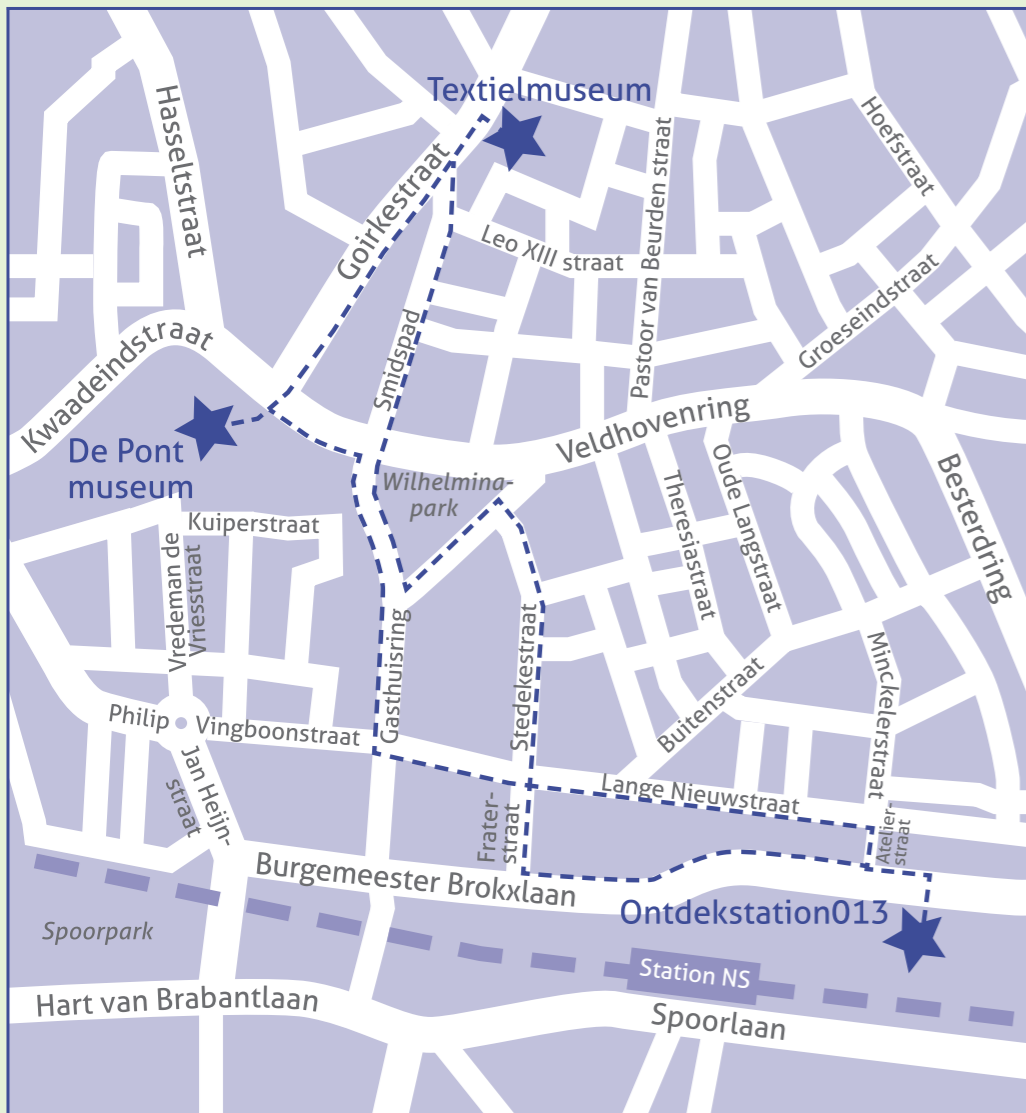 Textielmuseum
Hasseltstraat
Hoefstraat
Goirkestraat
Pastoor van Beurden straat
Leo XIII straat
Groeseindstraat
Smidspad
Kwaadeindstraat
Veldhovenring
De Pont
museum
Wilhelmina-
park
Oude Langstraat
Theresiastraat
Besterdring
Kuiperstraat
Vredeman de
Vriesstraat
Gasthuisring
Stedekestraat
Minckelerstraat
Buitenstraat
Philip Vingboonstraat
Jan Heijn-
straat
Lange Nieuwstraat
Frater-
straat
Atelier-
straat
Burgemeester Brokxlaan
Ontdekstation013
Spoorpark
Station NS
Hart van Brabantlaan
Spoorlaan